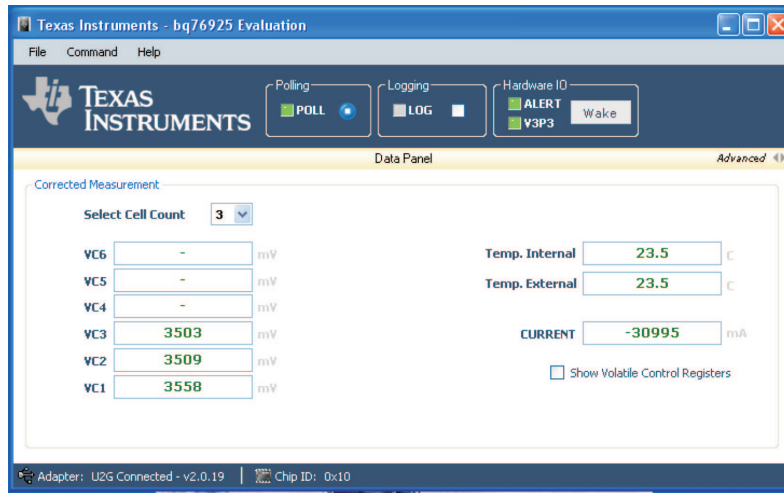 Texas Instruments - bq76925 Evaluation
File Command Help
TEXAS INSTRUMENTS
Polling
POLL
Logging
LOG
Hardware IO
ALERT
V3P3
Wake
Data Panel
Advanced
Corrected Measurement
Select Cell Count 3
VC6 - mV
VC5 - mV
VC4 - mV
VC3 3503 mV
VC2 3509 mV
VC1 3558 mV
Temp. Internal 23.5 C
Temp. External 23.5 C
CURRENT -30995 mA
Show Volatile Control Registers
Adapter: U2G Connected - v2.0.19 Chip ID: 0x10